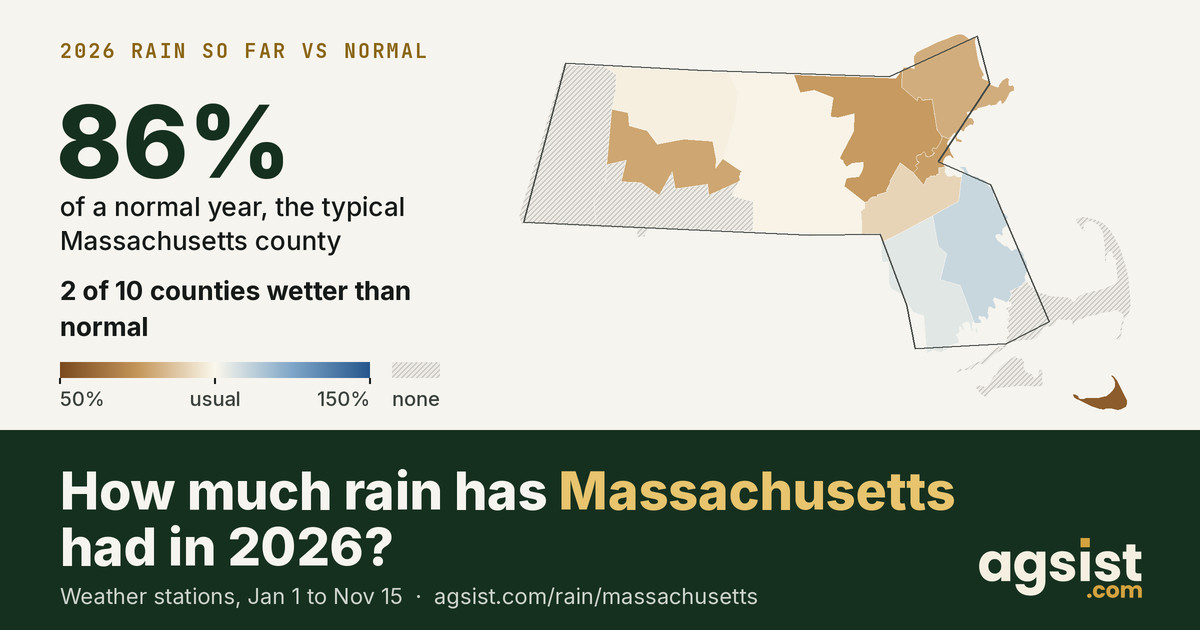 2026 RAIN SO FAR VS NORMAL
86%
of a normal year, the typical
Massachusetts county
2 of 10 counties wetter than
normal
50% usual 150% none
How much rain has Massachusetts
had in 2026?
Weather stations, Jan 1 to Nov 15 · agsist.com/rain/massachusetts
agsist
.com